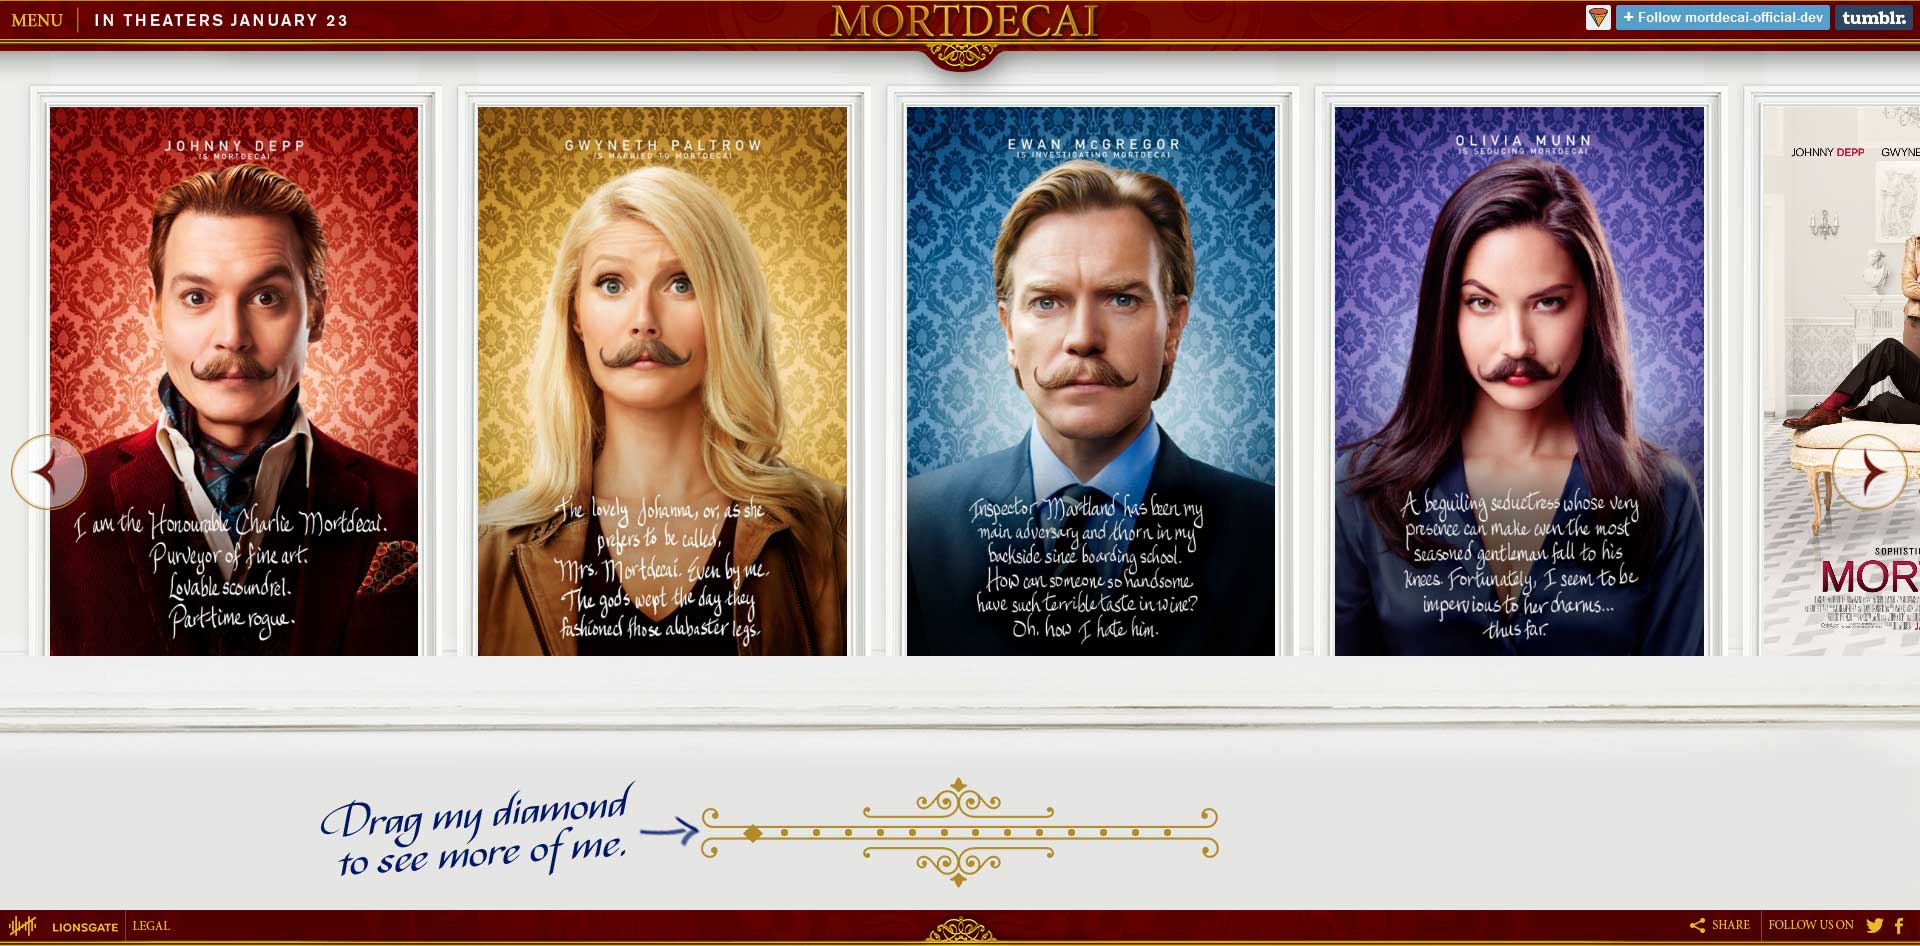 MENU
IN THEATERS JANUARY 23
MORTDECAI
+ Follow mortdecai-official-dev
tumblr.
JOHNNY DEPP
IS MORTDECAI
I am the Honourable Charlie Mortdecai.
Purveyor of fine art.
Lovable scoundrel.
Part-time rogue.
GWYNETH PALTROW
IS MARRIED TO MORTDECAI
The lovely Johanna, or, as she
prefers to be called,
Mrs. Mortdecai. Even by me.
The gods wept the day they
fashioned those alabaster legs.
EWAN McGREGOR
IS INVESTIGATING MORTDECAI
Inspector Martland has been my
main adversary and thorn in my
backside since boarding school.
How can someone so handsome
have such terrible taste in wine?
Oh, how I hate him.
OLIVIA MUNN
IS SEDUCING MORTDECAI
A beguiling seductress whose very
presence can make even the most
seasoned gentleman fall to his
knees. Fortunately, I seem to be
impervious to her charms...
thus far.
JOHNNY DEPP GWYNE
SOPHISTI
MOR
Drag my diamond
to see more of me.
LIONSGATE
LEGAL
SHARE
FOLLOW US ON